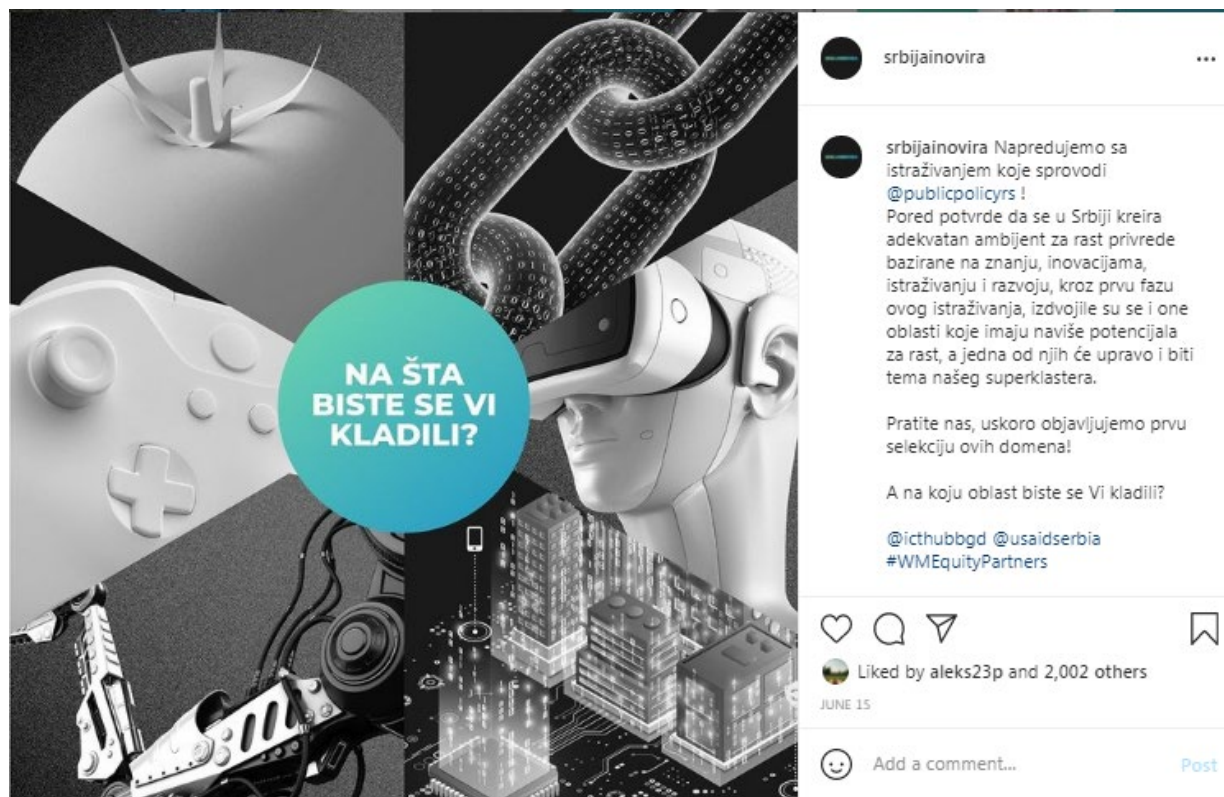 NA ŠTA
BISTE SE VI
KLADILI?
srbijainovira
srbijainovira Napredujemo sa
istraživanjem koje sprovodi
@publicpolicyrs !
Pored potvrde da se u Srbiji kreira
adekvatan ambijent za rast privrede
bazirane na znanju, inovacijama,
istraživanju i razvoju, kroz prvu fazu
ovog istraživanja, izdvojile su se i one
oblasti koje imaju naviše potencijala
za rast, a jedna od njih će upravo i biti
tema našeg superklastera.
Pratite nas, uskoro objavljujemo prvu
selekciju ovih domena!
A na koju oblast biste se Vi kladili?
@icthubbgd @usaidserbia
#WMEquityPartners
Liked by aleks23p and 2,002 others
JUNE 15
Add a comment...
Post